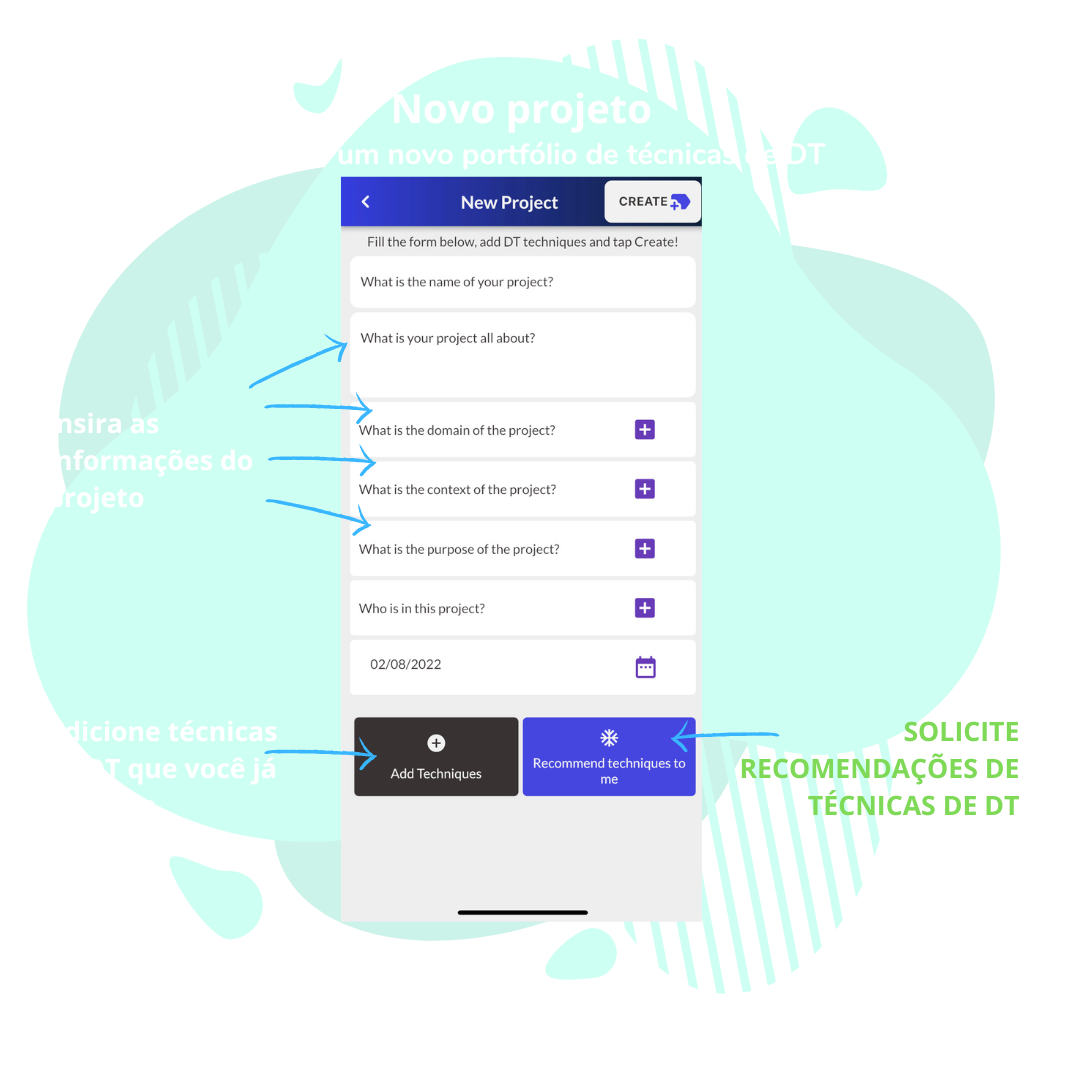 Novo projeto
um novo portfólio de técnicas de DT
New Project
CREATE
Fill the form below, add DT techniques and tap Create!
What is the name of your project?
What is your project all about?
nsira as
nformações do
rojeto
What is the domain of the project?
What is the context of the project?
What is the purpose of the project?
Who is in this project?
02/08/2022
dicione técnicas
DT que você já
Add Techniques
Recommend techniques to
me
SOLICITE
RECOMENDAÇÕES DE
TÉCNICAS DE DT